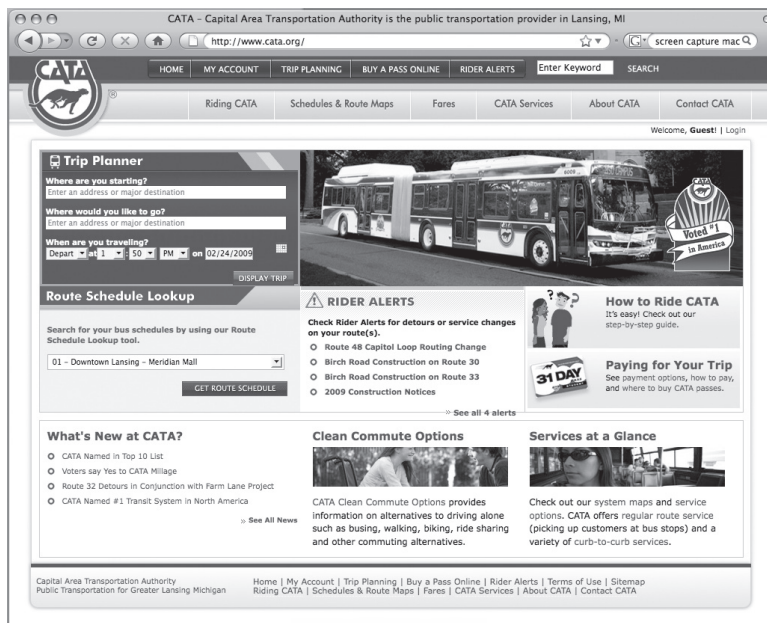 CATA – Capital Area Transportation Authority is the public transportation provider in Lansing, MI
http://www.cata.org/
G
screen capture mac
CATA
®
HOME
MY ACCOUNT
TRIP PLANNING
BUY A PASS ONLINE
RIDER ALERTS
Enter Keyword
SEARCH
Riding CATA
Schedules & Route Maps
Fares
CATA Services
About CATA
Contact CATA
Welcome, Guest! | Login
Trip Planner
Where are you starting?
Enter an address or major destination
Where would you like to go?
Enter an address or major destination
When are you traveling?
Depart at 1 : 50 PM on 02/24/2009
DISPLAY TRIP
CATA
Voted #1
in America
Route Schedule Lookup
Search for your bus schedules by using our Route
Schedule Lookup tool.
01 – Downtown Lansing – Meridian Mall
GET ROUTE SCHEDULE
RIDER ALERTS
Check Rider Alerts for detours or service changes
on your route(s).
Route 48 Capitol Loop Routing Change
Birch Road Construction on Route 30
Birch Road Construction on Route 33
2009 Construction Notices
» See all 4 alerts
? ? ?
How to Ride CATA
It's easy! Check out our
step-by-step guide.
31 DAY
Paying for Your Trip
See payment options, how to pay,
and where to buy CATA passes.
What's New at CATA?
CATA Named in Top 10 List
Voters say Yes to CATA Millage
Route 32 Detours in Conjunction with Farm Lane Project
CATA Named #1 Transit System in North America
» See All News
Clean Commute Options
CATA Clean Commute Options provides
information on alternatives to driving alone
such as busing, walking, biking, ride sharing
and other commuting alternatives.
Services at a Glance
Check out our system maps and service
options. CATA offers regular route service
(picking up customers at bus stops) and a
variety of curb-to-curb services.
Capital Area Transportation Authority
Public Transportation for Greater Lansing Michigan
Home | My Account | Trip Planning | Buy a Pass Online | Rider Alerts | Terms of Use | Sitemap
Riding CATA | Schedules & Route Maps | Fares | CATA Services | About CATA | Contact CATA